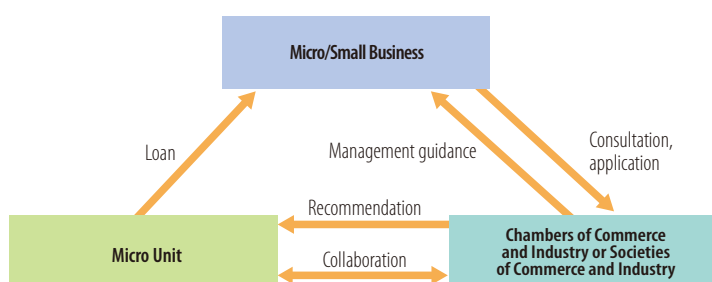 Micro/Small Business
Loan
Management guidance
Consultation,
application
Recommendation
Micro Unit
Chambers of Commerce
and Industry or Societies
of Commerce and Industry
Collaboration